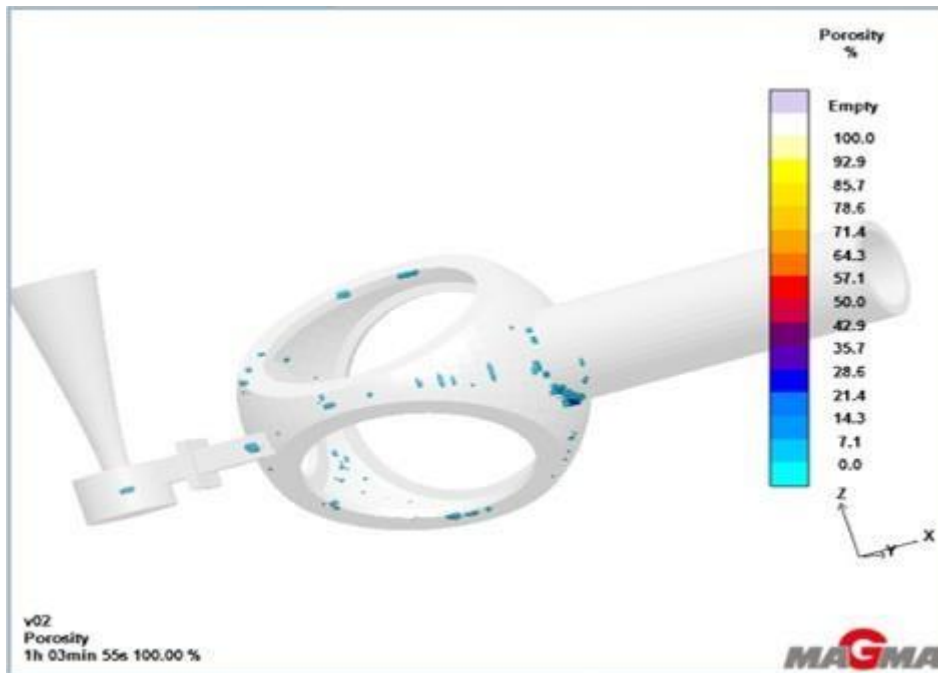 Porosity
%
Empty
100.0
92.9
85.7
78.6
71.4
64.3
57.1
50.0
42.9
35.7
28.6
21.4
14.3
7.1
0.0
Z
X
Y
v02
Porosity
1h 03min 55s 100.00 %
MAGMA